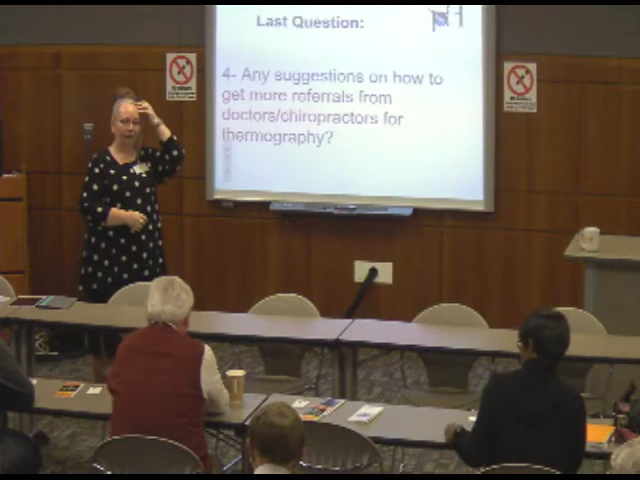 Last Question:
4- Any suggestions on how to
get more referrals from
doctors/chiropractors for
thermography?